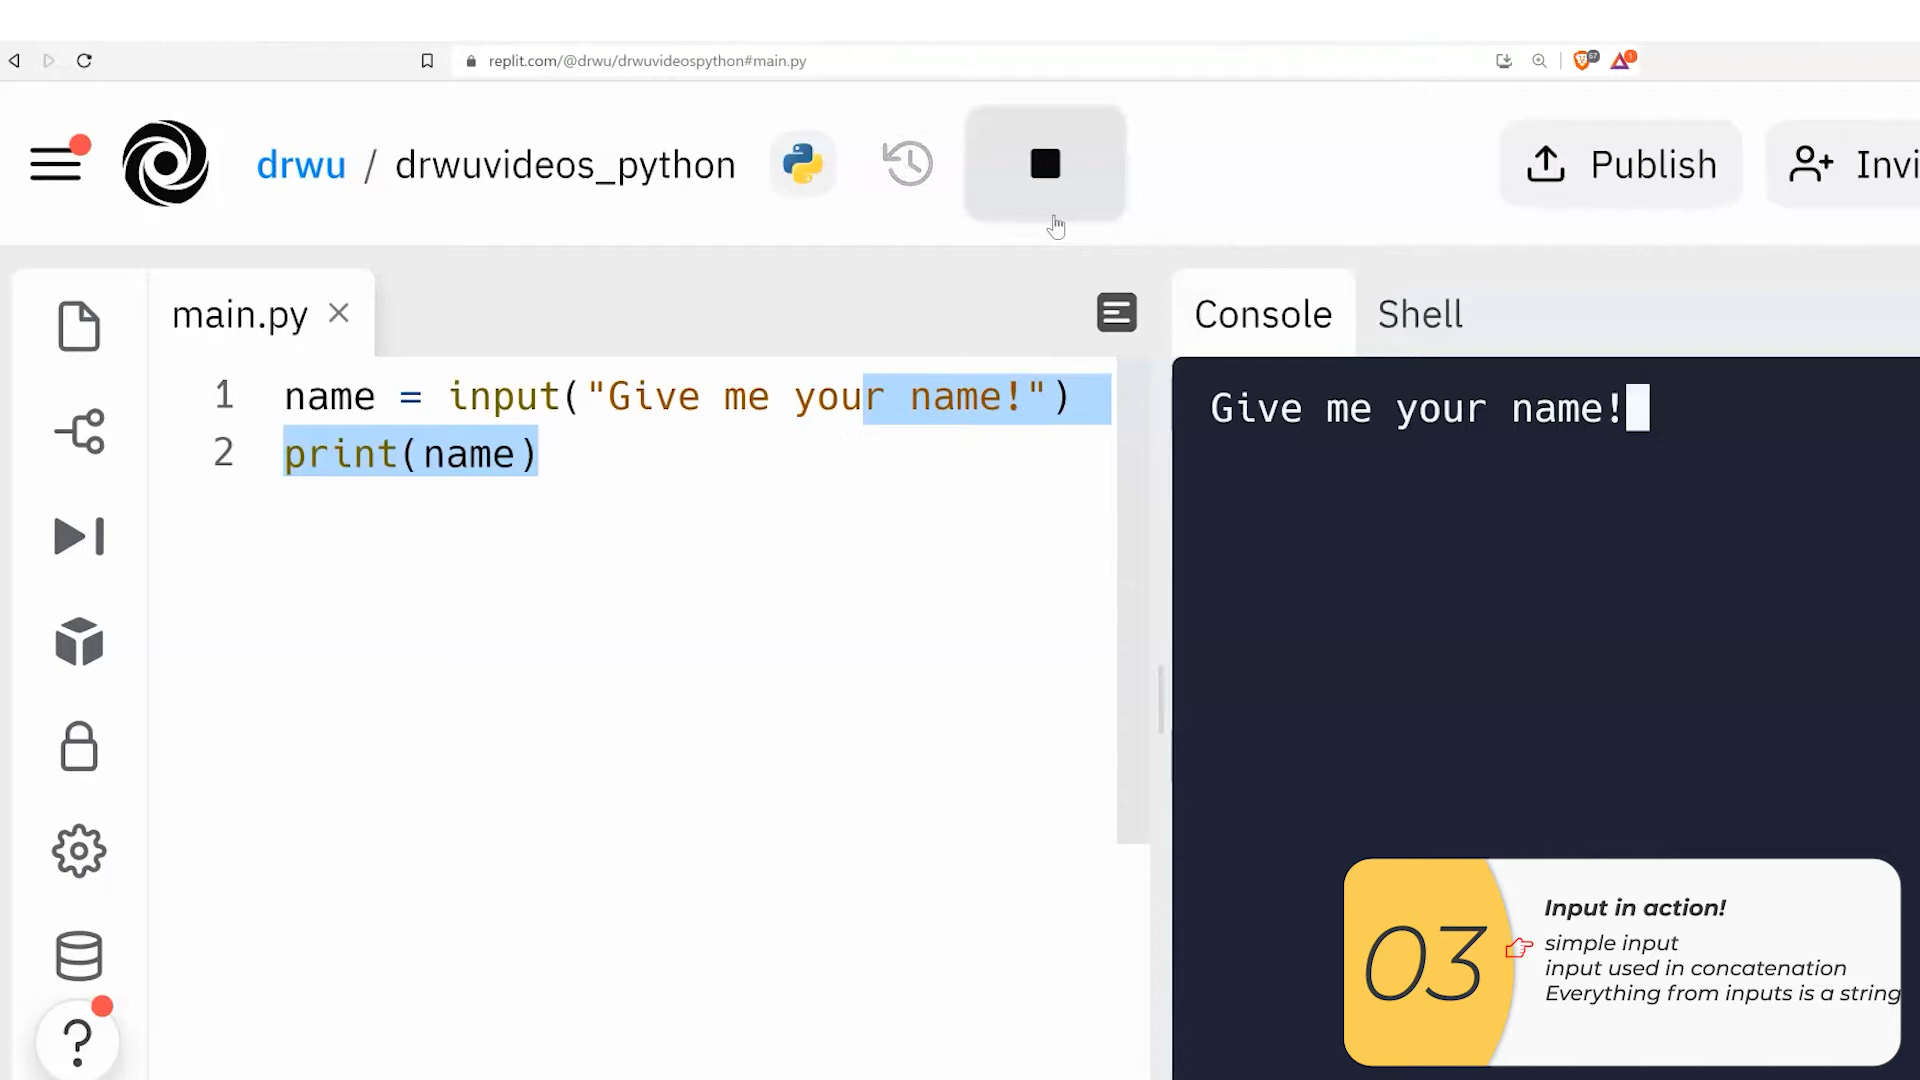 replit.com/@drwu/drwuvideospython#main.py
drwu / drwuvideos_python
Publish
Invi
main.py
Console
Shell
1 name = input("Give me your name!")
2 print(name)
Give me your name!
03
Input in action!
simple input
input used in concatenation
Everything from inputs is a string
?